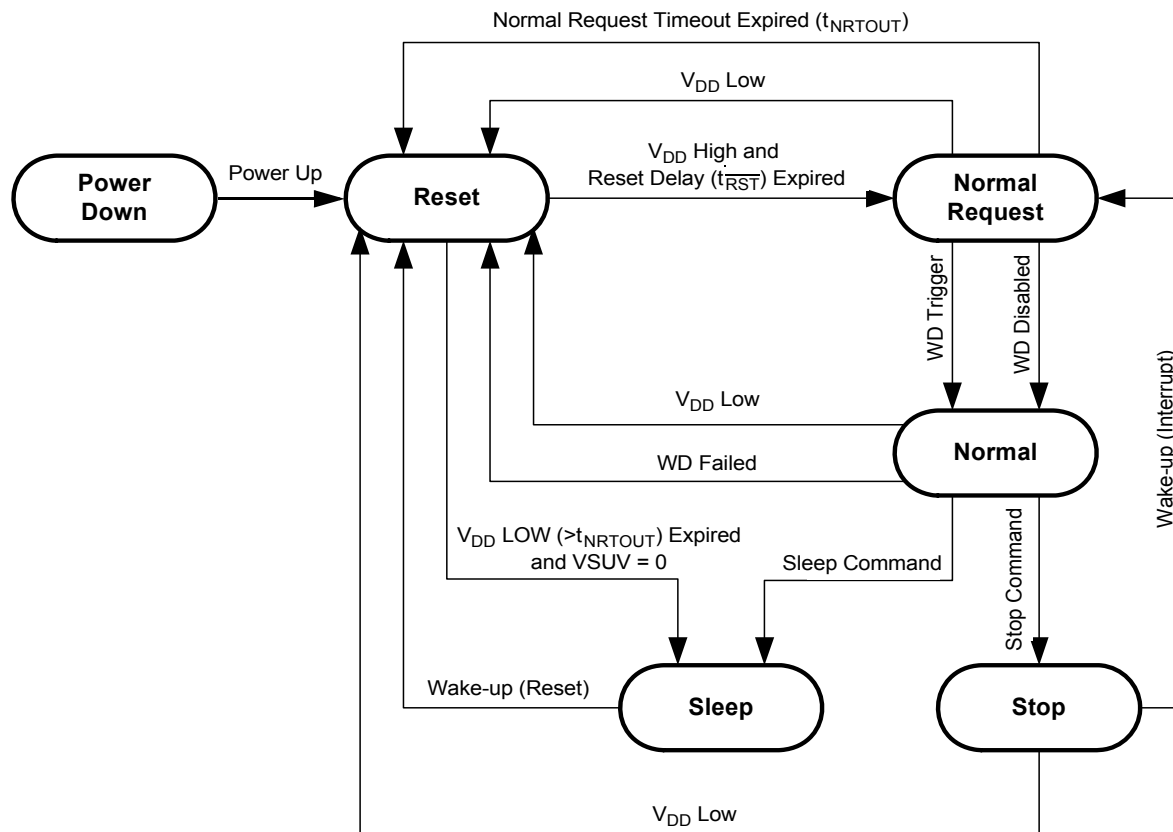 Normal Request Timeout Expired (tNRTOUT)
VDD Low
Power Down
Power Up
Reset
VDD High and
Reset Delay (tRST) Expired
Normal
Request
WD Trigger
WD Disabled
VDD Low
WD Failed
Normal
Wake-up (Interrupt)
VDD LOW (>tNRTOUT) Expired
and VSUV = 0
Sleep Command
Stop Command
Wake-up (Reset)
Sleep
Stop
VDD Low